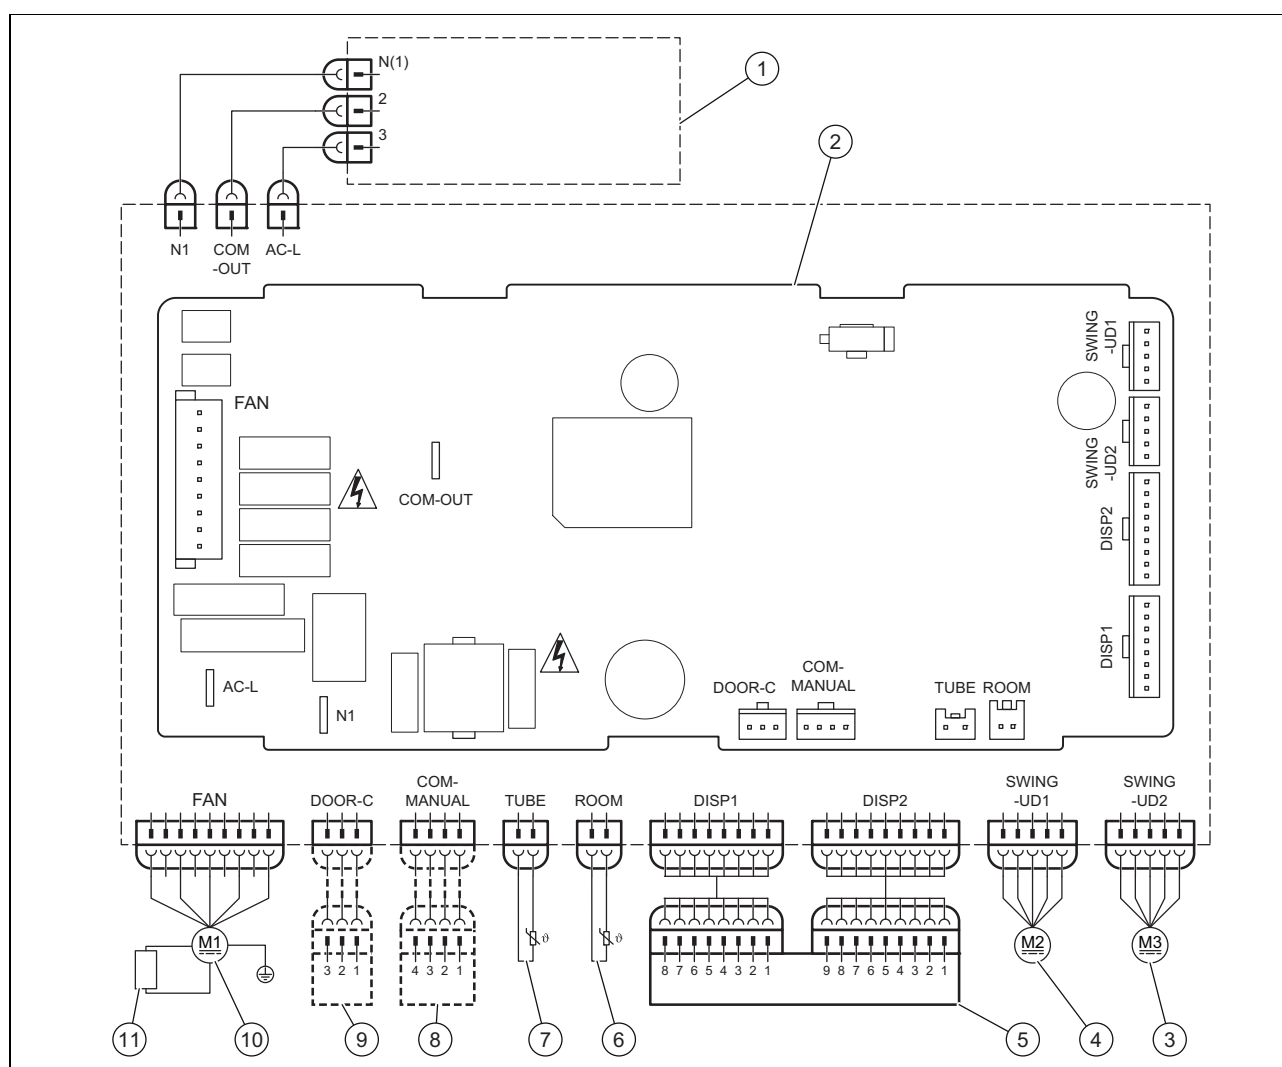 N(1)
2
3
1
2
N1
COM
-OUT
AC-L
FAN
COM-OUT
SWING
-UD1
SWING
-UD2
DISP2
DISP1
AC-L
N1
DOOR-C
COM-
MANUAL
TUBE
ROOM
FAN
DOOR-C
COM-
MANUAL
TUBE
ROOM
DISP1
DISP2
SWING
-UD1
SWING
-UD2
M1
M2
M3
ϑ
ϑ
3 2 1
4 3 2 1
8 7 6 5 4 3 2 1
9 8 7 6 5 4 3 2 1
11
10
9
8
7
6
5
4
3